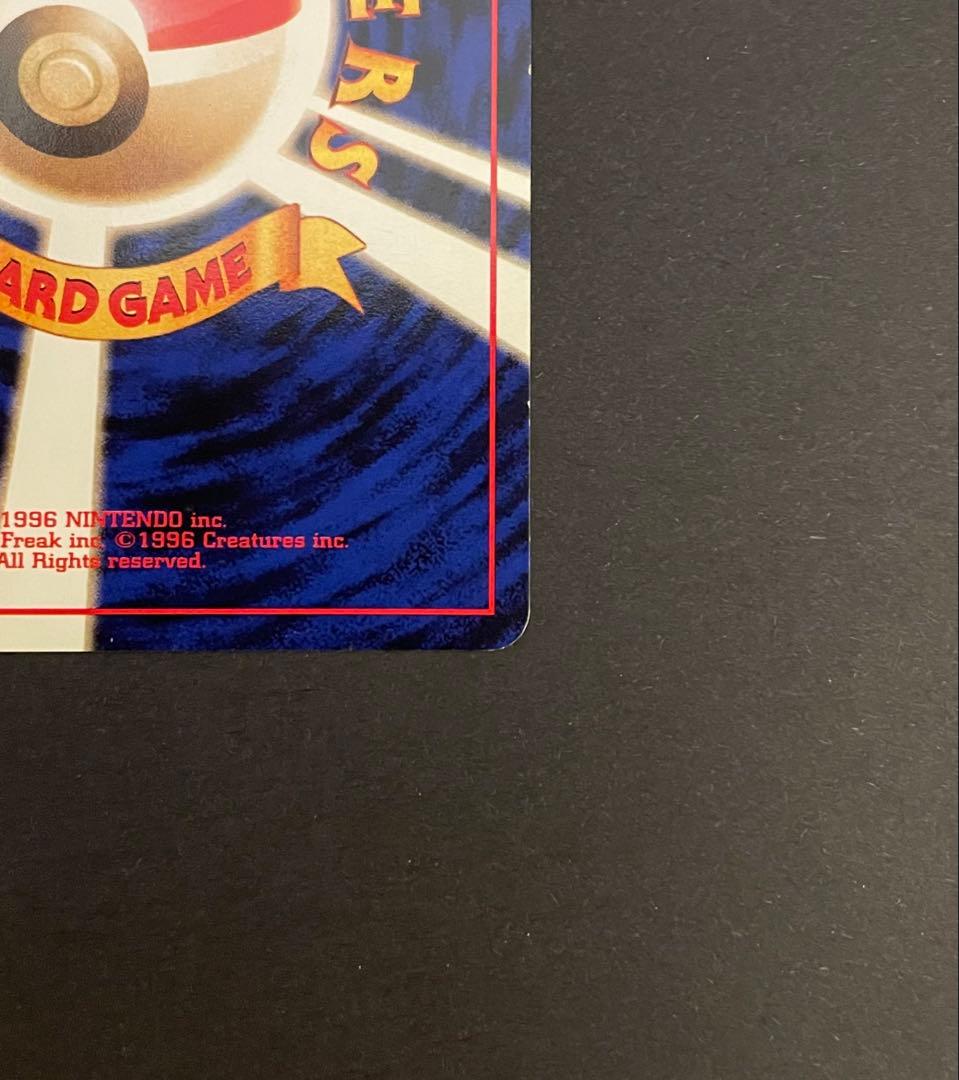 ERS
ARD GAME
1996 NINTENDO inc.
Freak inc. ©1996 Creatures inc.
All Rights reserved.